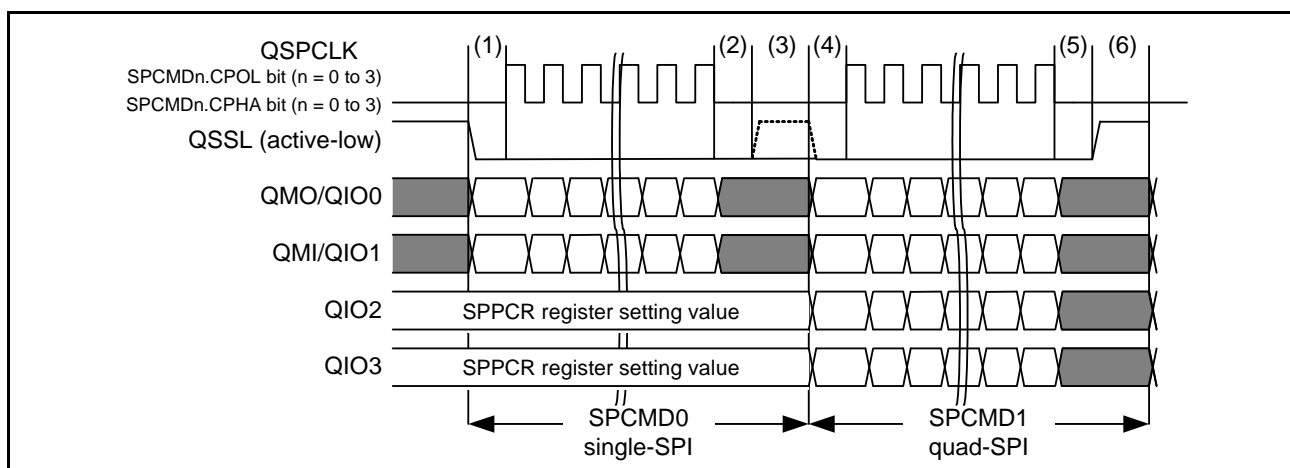 (1) (2) (3) (4) (5) (6)
QSPCLK
SPCMDn.CPOL bit (n = 0 to 3)
SPCMDn.CPHA bit (n = 0 to 3)
QSSL (active-low)
QMO/QIO0
QMI/QIO1
QIO2 SPPCR register setting value
QIO3 SPPCR register setting value
SPCMD0 SPCMD1
single-SPI quad-SPI